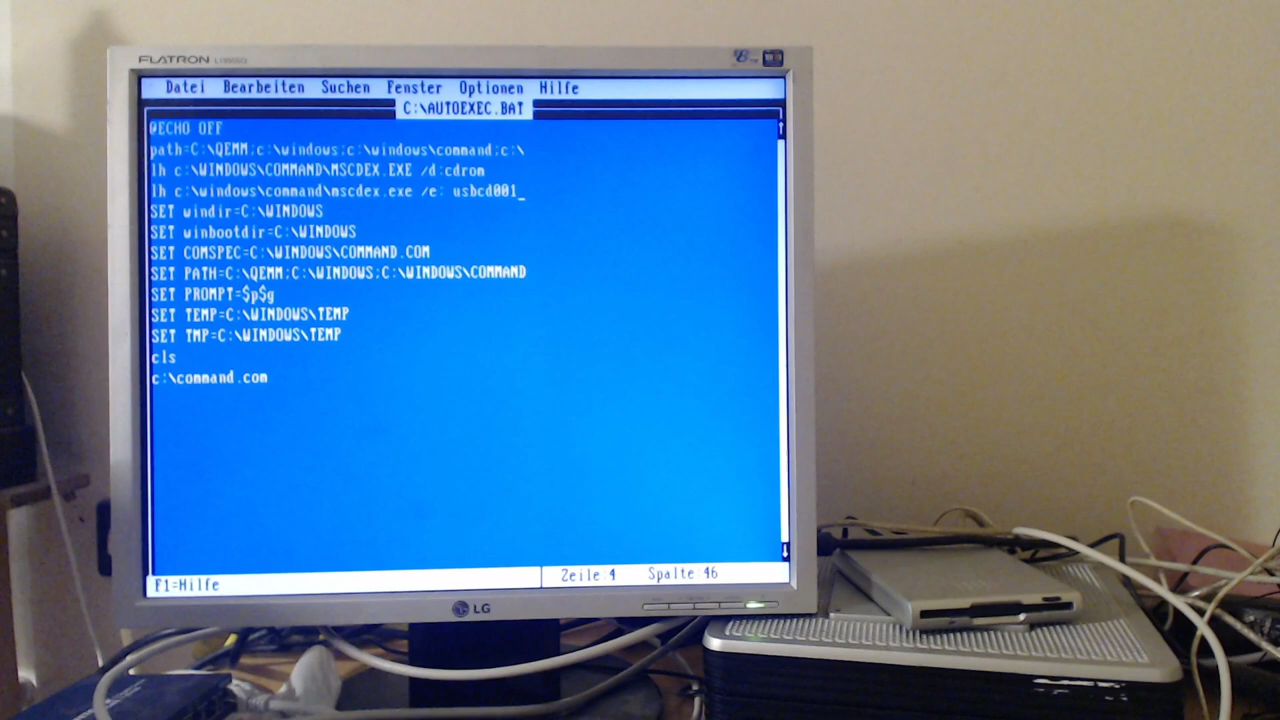 FLATRON
Datei Bearbeiten Suchen Fenster Optionen Hilfe
C:\AUTOEXEC.BAT
@ECHO OFF
path=C:\QEMM;c:\windows;c:\windows\command;c:\
lh c:\WINDOWS\COMMAND\MSCDEX.EXE /d:cdrom
lh c:\windows\command\mscdex.exe /e: usbcd001_
SET windir=C:\WINDOWS
SET winbootdir=C:\WINDOWS
SET COMSPEC=C:\WINDOWS\COMMAND.COM
SET PATH=C:\QEMM;C:\WINDOWS;C:\WINDOWS\COMMAND
SET PROMPT=$p$g
SET TEMP=C:\WINDOWS\TEMP
SET TMP=C:\WINDOWS\TEMP
cls
c:\command.com
F1=Hilfe Zeile:4 Spalte:46
LG